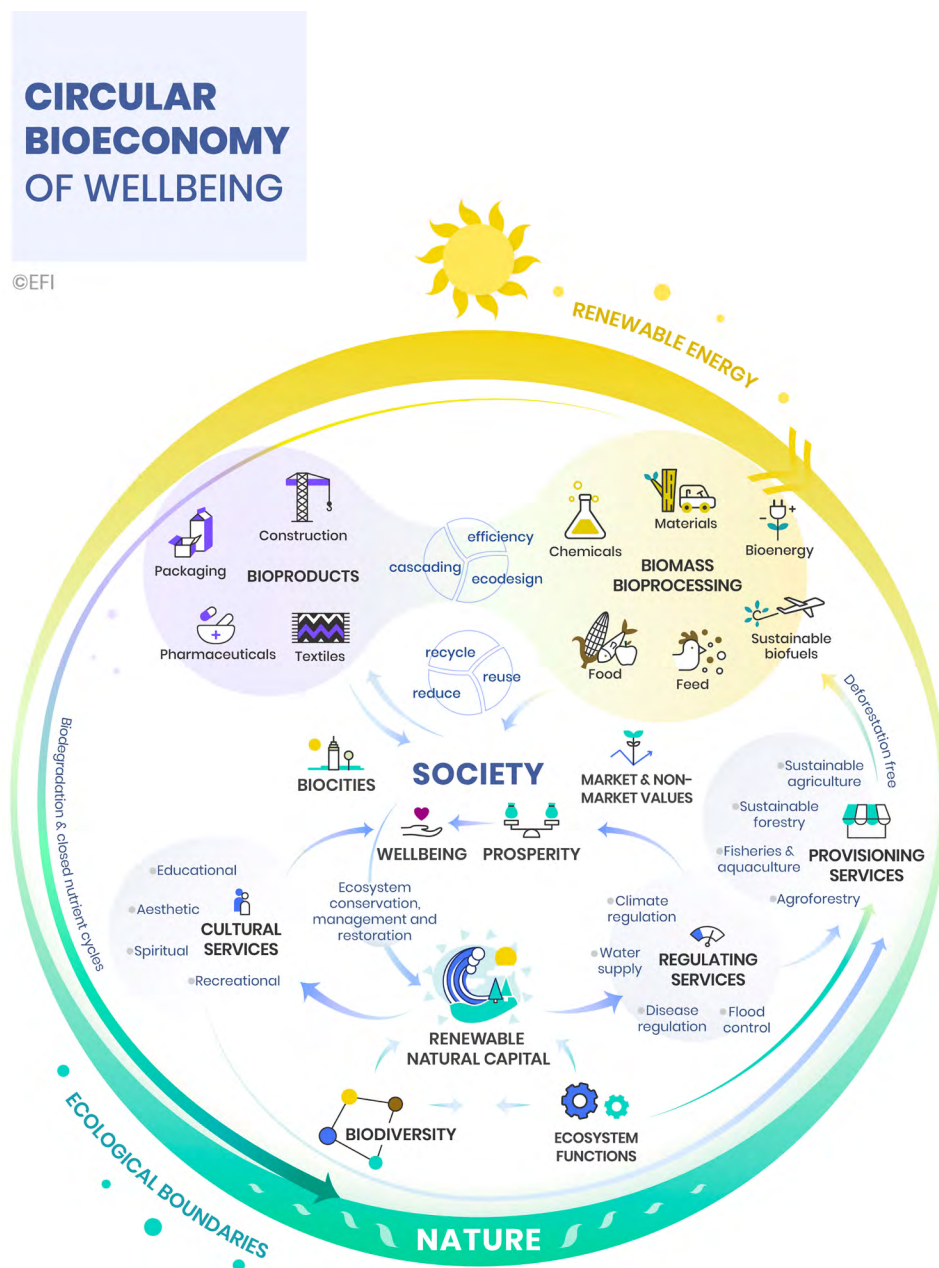 CIRCULAR
BIOECONOMY
OF WELLBEING
©EFI
RENEWABLE ENERGY
Construction
Packaging
BIOPRODUCTS
Pharmaceuticals
Textiles
efficiency
cascading
ecodesign
recycle
reuse
reduce
Chemicals
Materials
Bioenergy
BIOMASS
BIOPROCESSING
Food
Feed
Sustainable
biofuels
Deforestation free
Biodegradation & closed nutrient cycles
BIOCITIES
SOCIETY
MARKET & NON-
MARKET VALUES
WELLBEING
PROSPERITY
Sustainable
agriculture
Sustainable
forestry
Fisheries &
aquaculture
PROVISIONING
SERVICES
Agroforestry
Educational
Aesthetic
CULTURAL
SERVICES
Spiritual
Recreational
Ecosystem
conservation,
management and
restoration
Climate
regulation
Water
supply
REGULATING
SERVICES
Disease
regulation
Flood
control
RENEWABLE
NATURAL CAPITAL
BIODIVERSITY
ECOSYSTEM
FUNCTIONS
ECOLOGICAL BOUNDARIES
NATURE